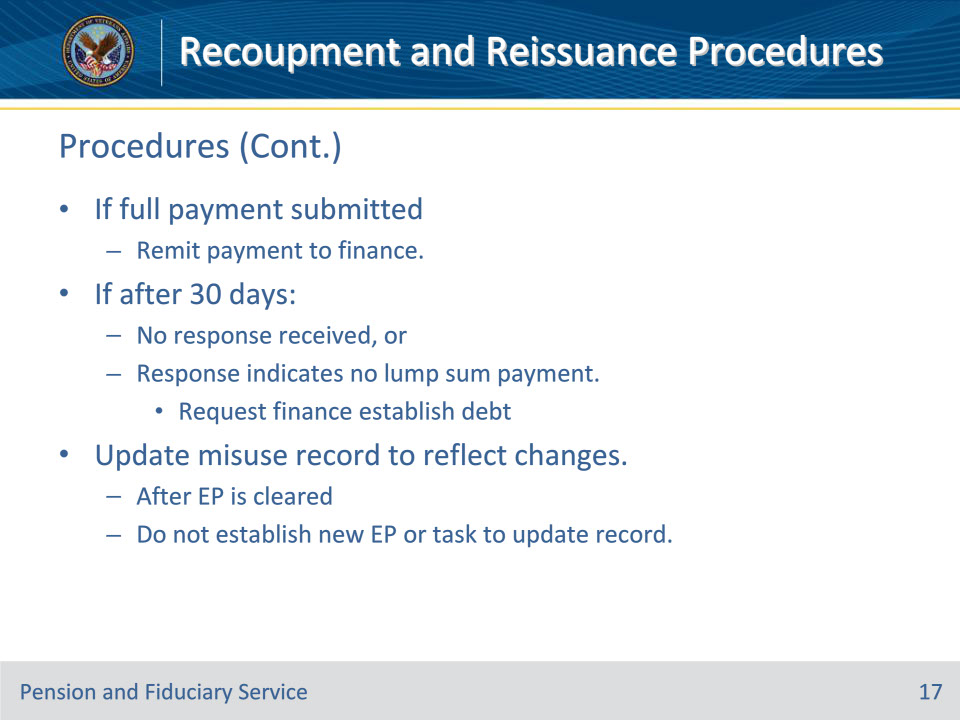 Recoupment and Reissuance Procedures
Procedures (Cont.)
• If full payment submitted
– Remit payment to finance.
• If after 30 days:
– No response received, or
– Response indicates no lump sum payment.
• Request finance establish debt
• Update misuse record to reflect changes.
– After EP is cleared
– Do not establish new EP or task to update record.
Pension and Fiduciary Service
17